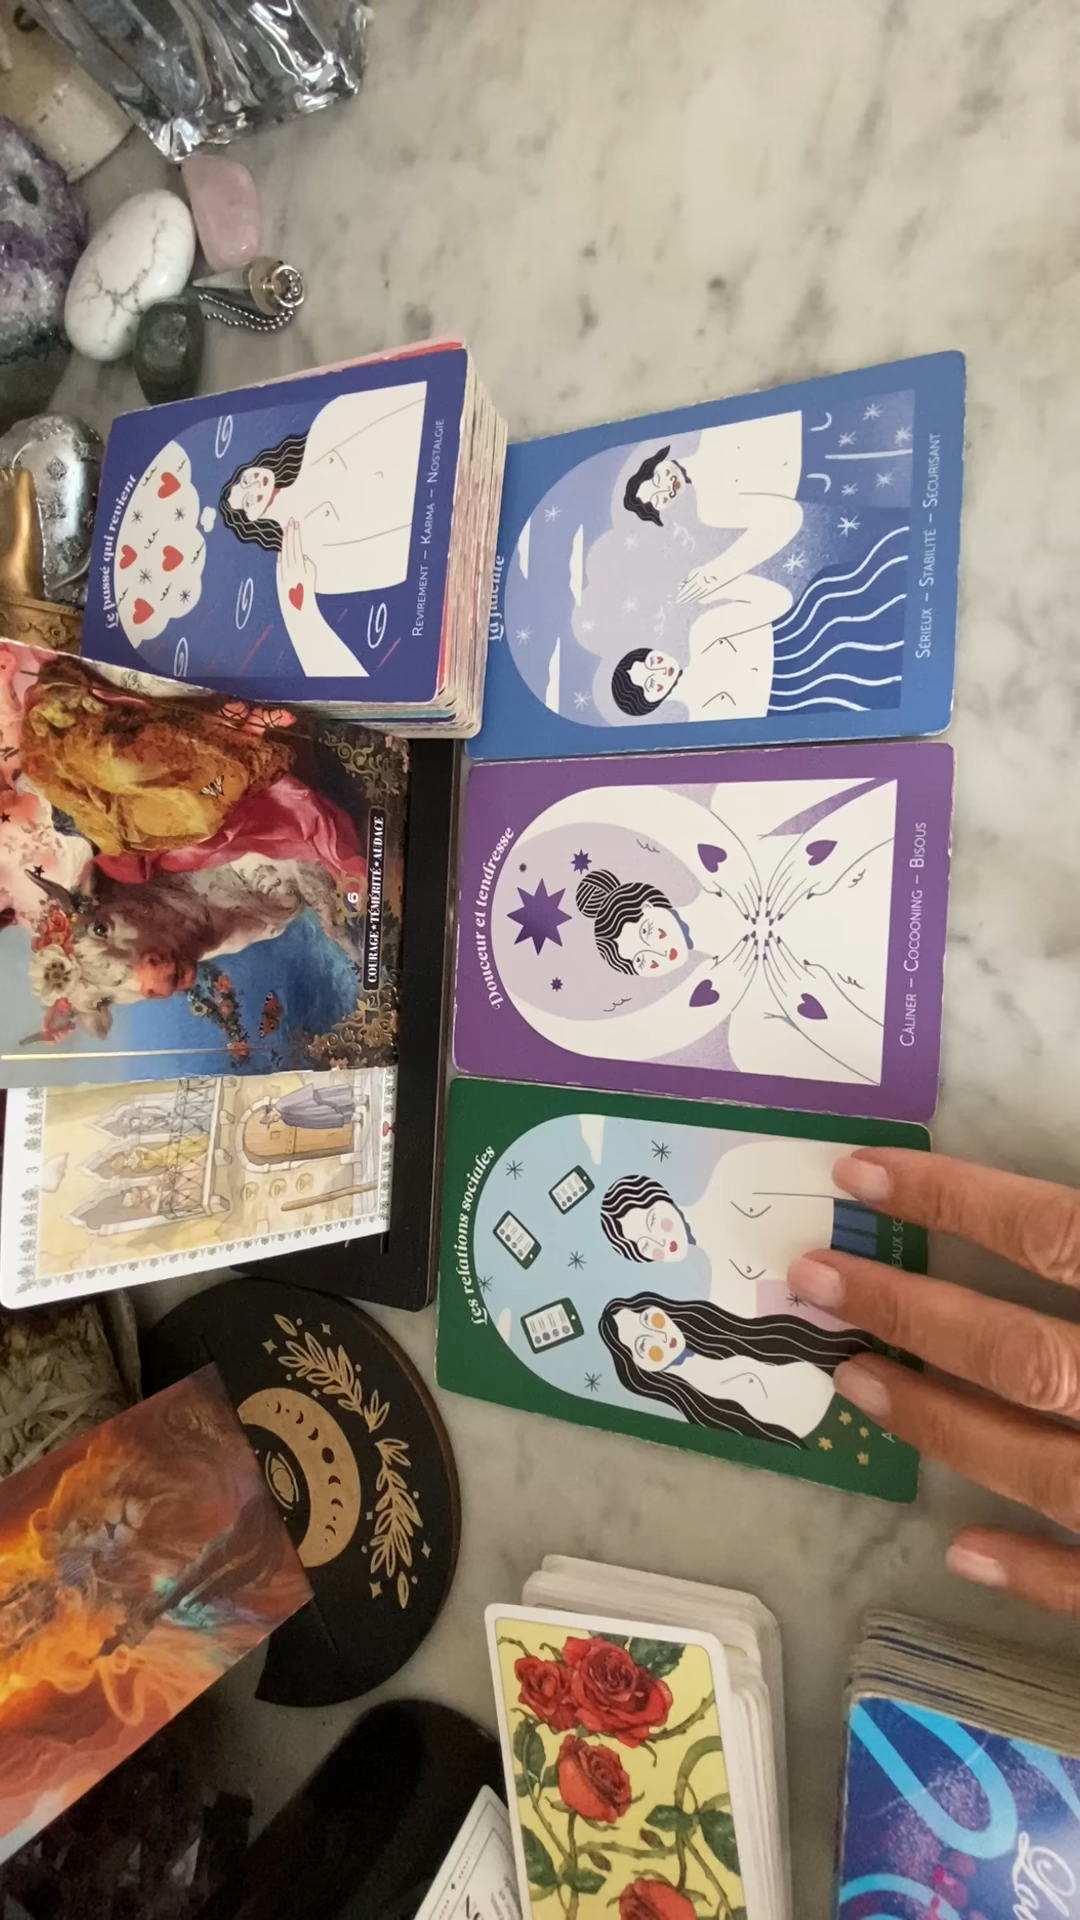 Le passé qui revient
REVIREMENT – KARMA – NOSTALGIE
La fidélité
SÉRIEUX – STABILITÉ – SÉCURISANT
Douceur et tendresse
CÂLINER – COCOONING – BISOUS
Les relations sociales
6
COURAGE★TÉMÉRITÉ★AUDACE
3